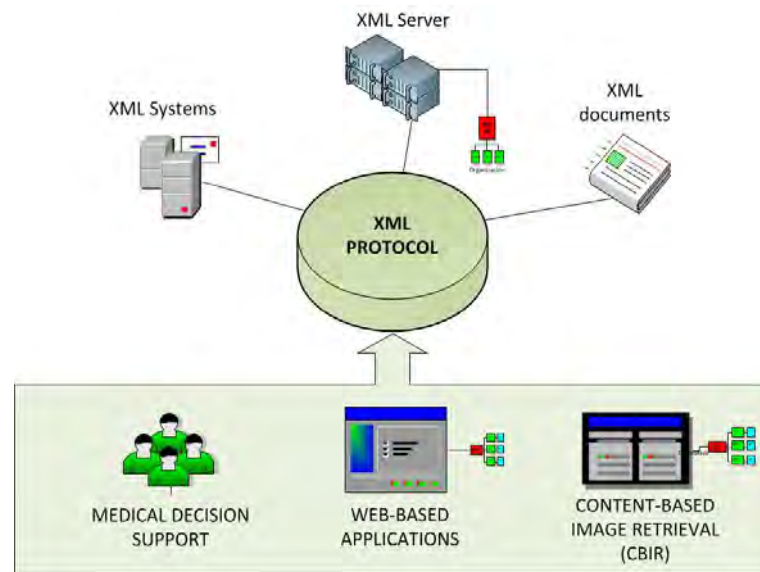 XML Server
XML Systems
XML
documents
Organization
XML
PROTOCOL
MEDICAL DECISION
SUPPORT
WEB-BASED
APPLICATIONS
CONTENT-BASED
IMAGE RETRIEVAL
(CBIR)